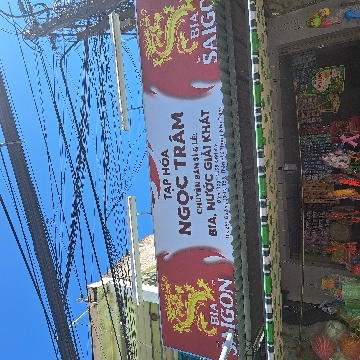 BIA
SAIGON
TẠP HÓA
NGỌC TRÂM
CHUYÊN BÁN SỈ & LẺ
BIA, NƯỚC GIẢI KHÁT
BIA
SAIGON